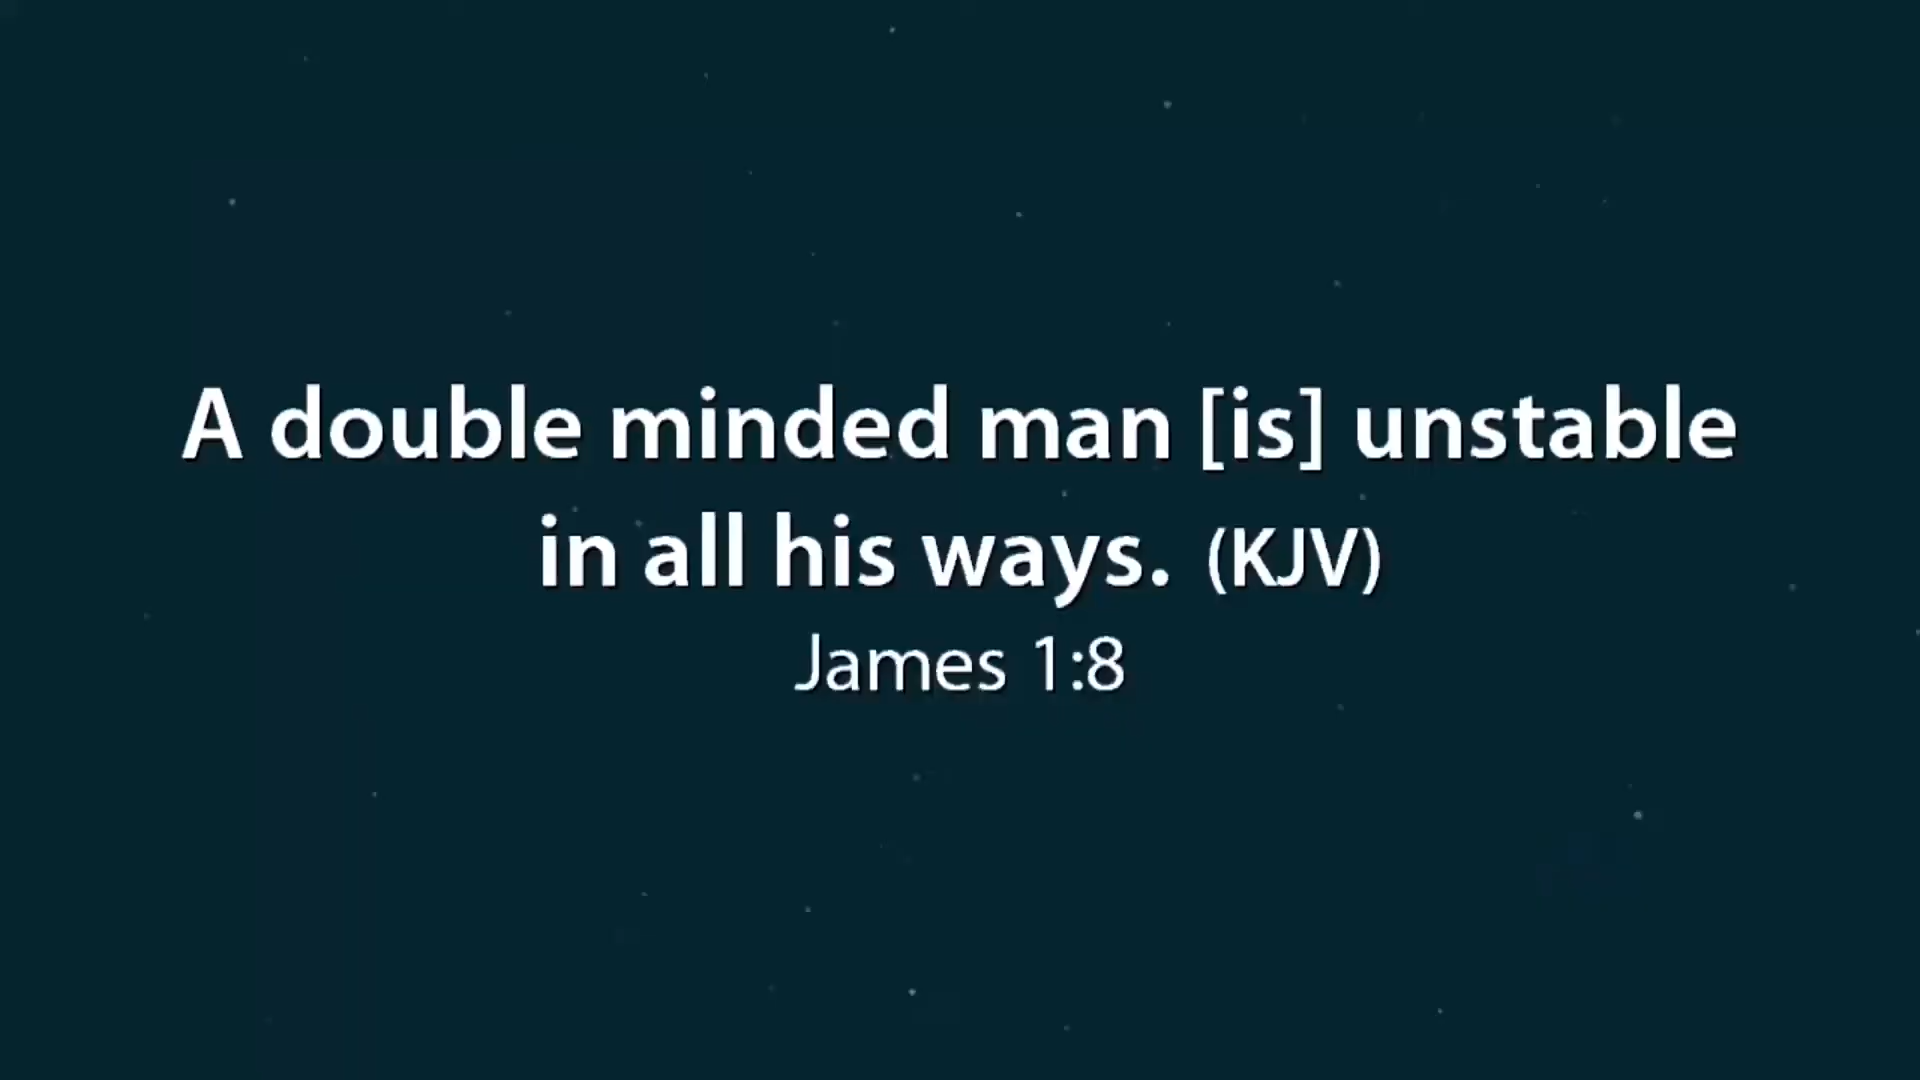 A double minded man [is] unstable
in all his ways. (KJV)
James 1:8